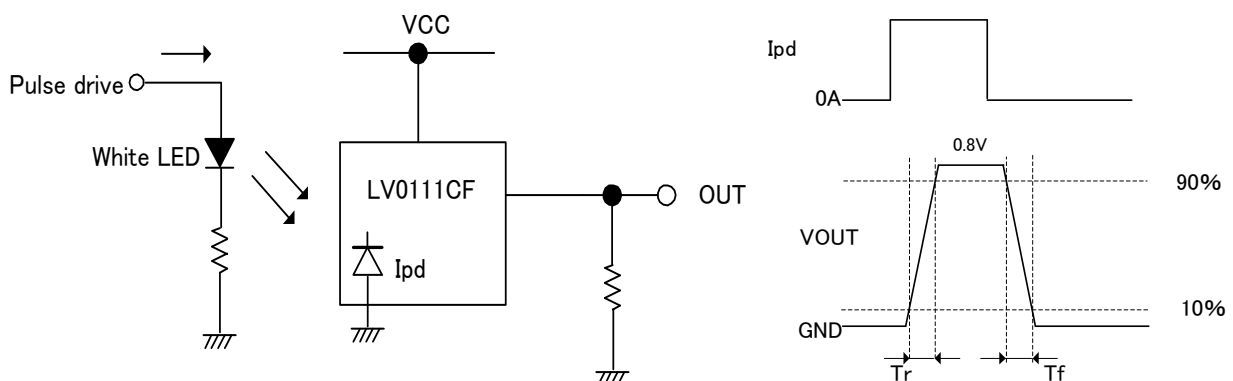 VCC
Pulse drive
White LED
LV0111CF
Ipd
OUT
Ipd
0A
0.8V
90%
VOUT
10%
GND
Tr
Tf